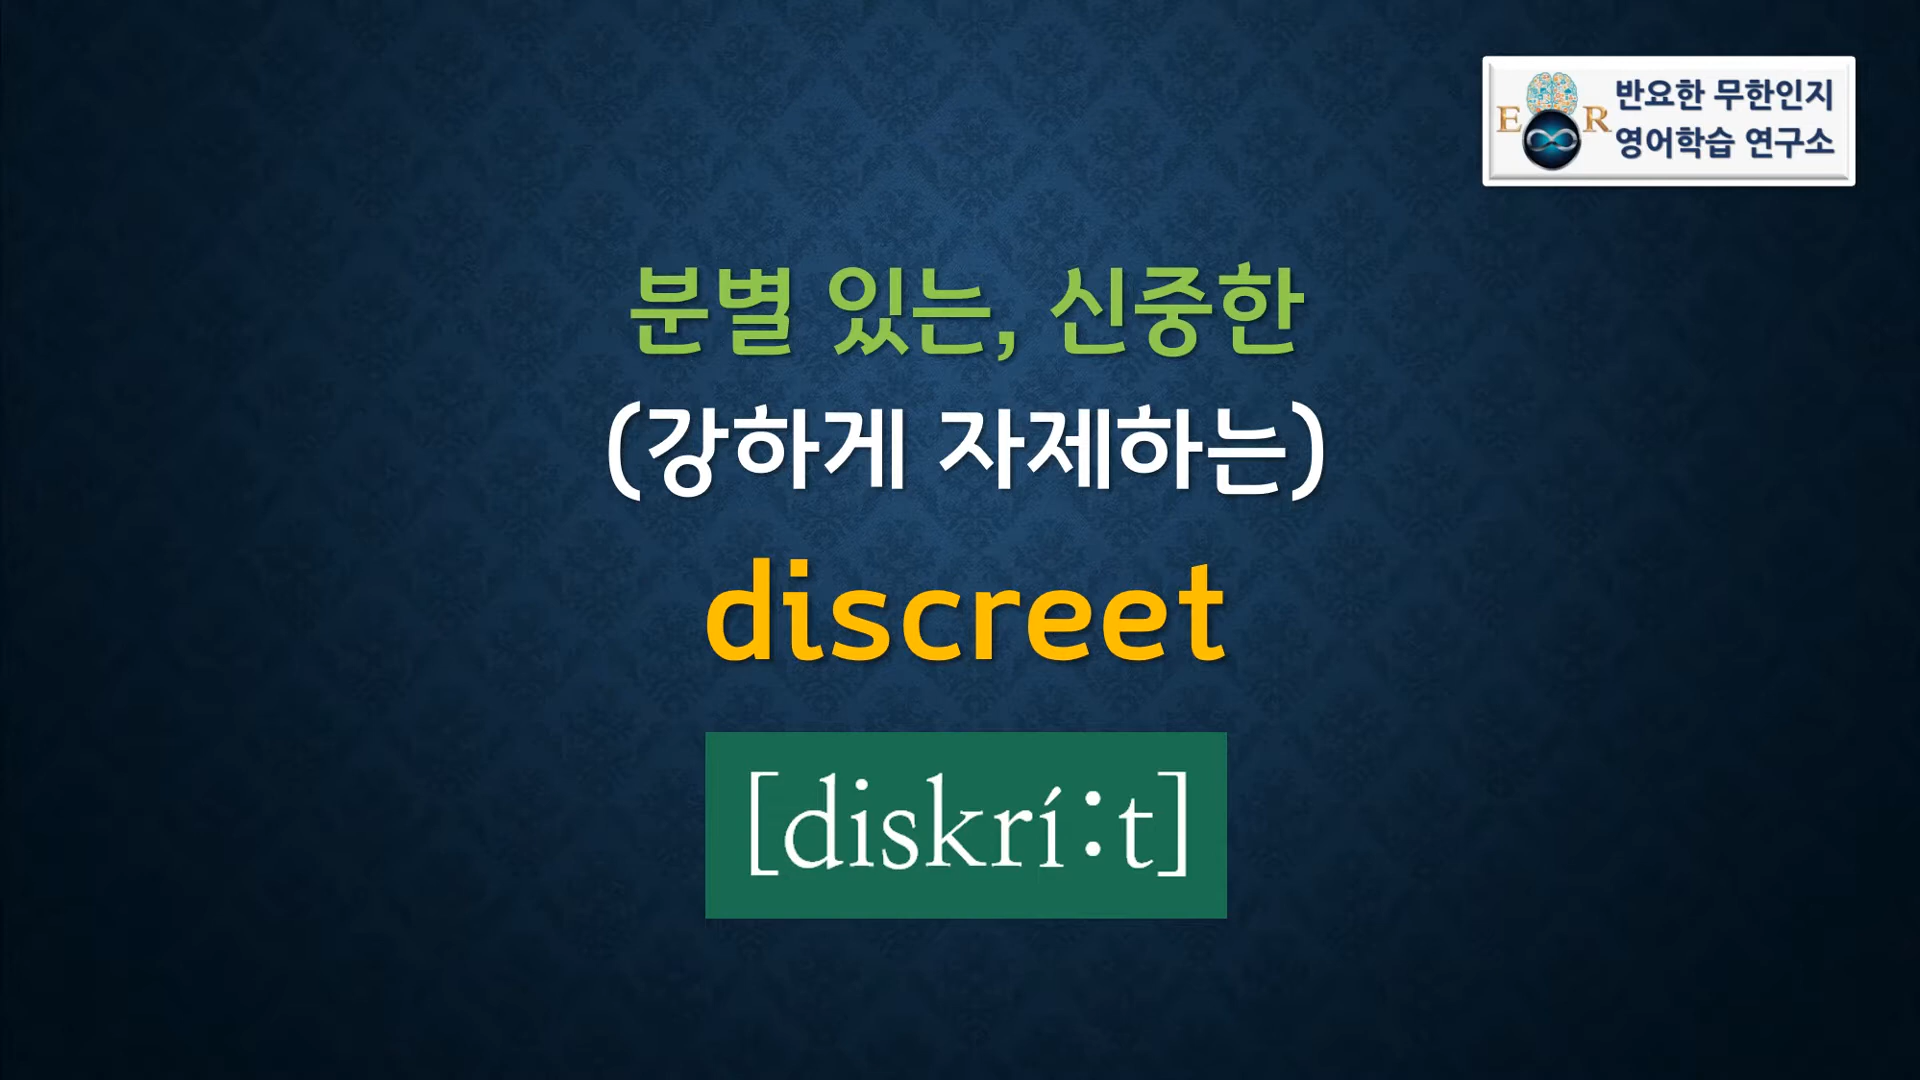 E R 반요한 무한인지
영어학습 연구소
분별 있는, 신중한
(강하게 자제하는)
discreet
[diskríːt]